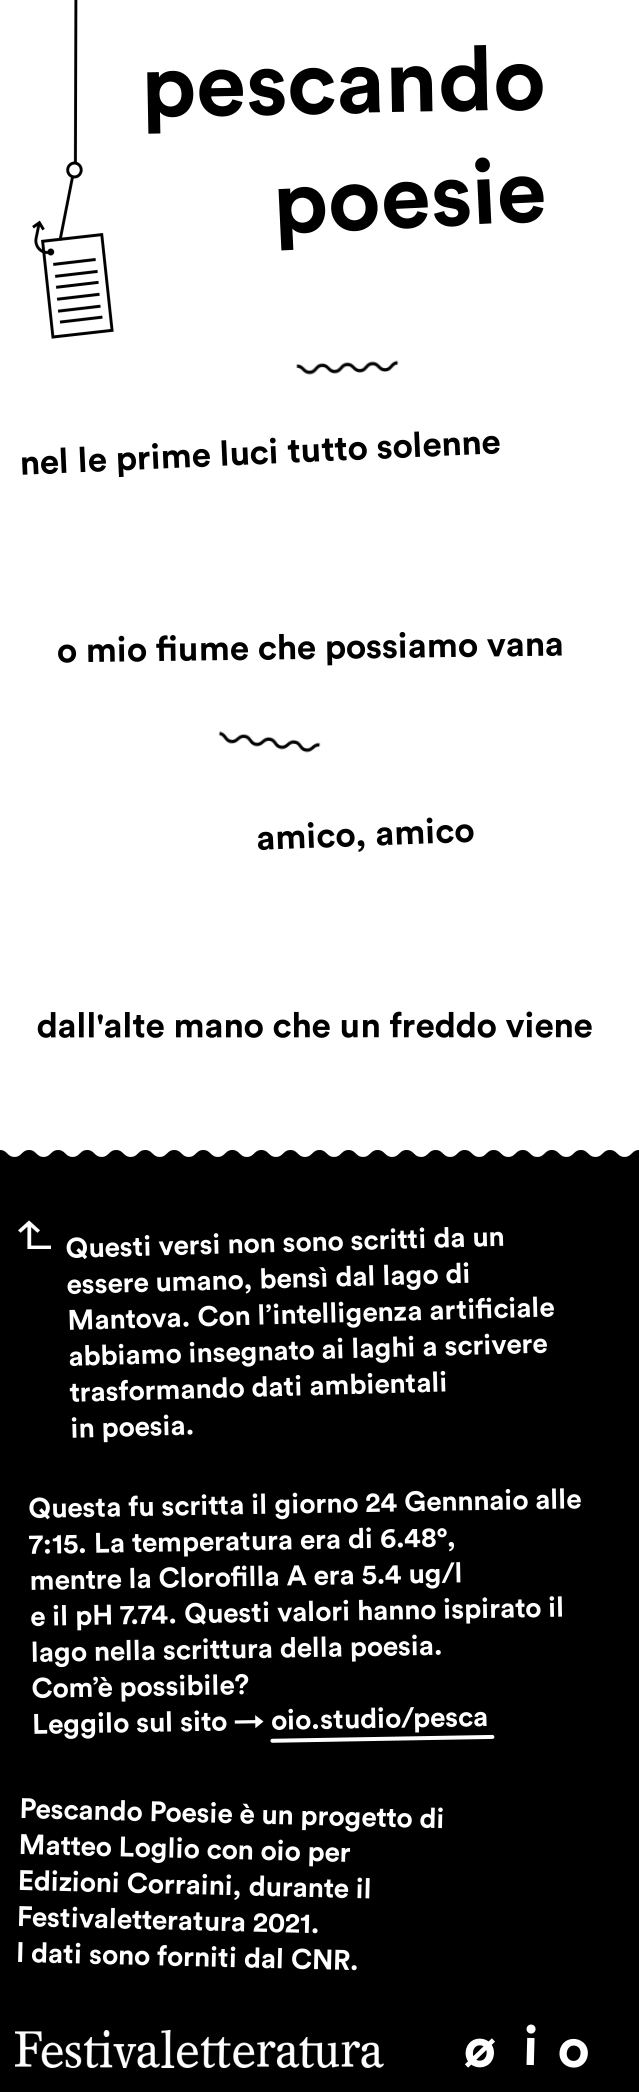 pescando
poesie
nel le prime luci tutto solenne
o mio fiume che possiamo vana
amico, amico
dall'alte mano che un freddo viene
Questi versi non sono scritti da un
essere umano, bensì dal lago di
Mantova. Con l’intelligenza artificiale
abbiamo insegnato ai laghi a scrivere
trasformando dati ambientali
in poesia.
Questa fu scritta il giorno 24 Gennnaio alle
7:15. La temperatura era di 6.48°,
mentre la Clorofilla A era 5.4 ug/l
e il pH 7.74. Questi valori hanno ispirato il
lago nella scrittura della poesia.
Com’è possibile?
Leggilo sul sito → oio.studio/pesca
Pescando Poesie è un progetto di
Matteo Loglio con oio per
Edizioni Corraini, durante il
Festivaletteratura 2021.
I dati sono forniti dal CNR.
Festivaletteratura ø i o